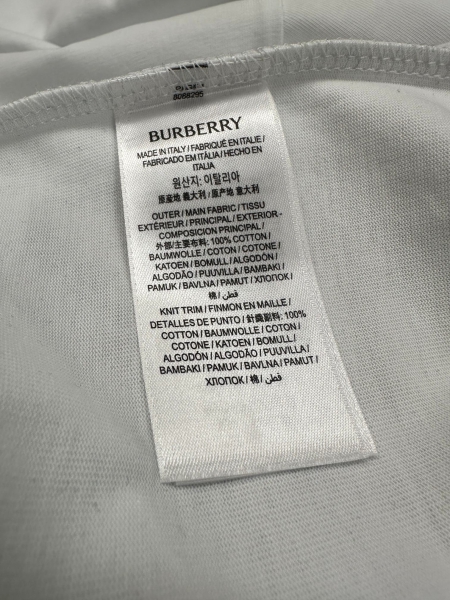 8068295
BURBERRY
MADE IN ITALY / FABRIQUÉ EN ITALIE /
FABRICADO EM ITÁLIA / HECHO EN
ITALIA
원산지: 이탈리아
原産地 義大利 / 原产地 意大利
OUTER / MAIN FABRIC / TISSU
EXTÉRIEUR / PRINCIPAL / EXTERIOR -
COMPOSICION PRINCIPAL /
外部/主要布料: 100% COTTON /
BAUMWOLLE / COTON / COTONE /
KATOEN / BOMULL / ALGODÓN /
ALGODÃO / PUUVILLA / BAMBAKI /
PAMUK / BAVLNA / PAMUT / ХЛОПОК /
棉 / قطن
KNIT TRIM / FINMON EN MAILLE /
DETALLES DE PUNTO / 針織副料: 100%
COTTON / BAUMWOLLE / COTON /
COTONE / KATOEN / BOMULL /
ALGODÓN / ALGODÃO / PUUVILLA /
BAMBAKI / PAMUK / BAVLNA / PAMUT /
ХЛОПОК / 棉 / قطن